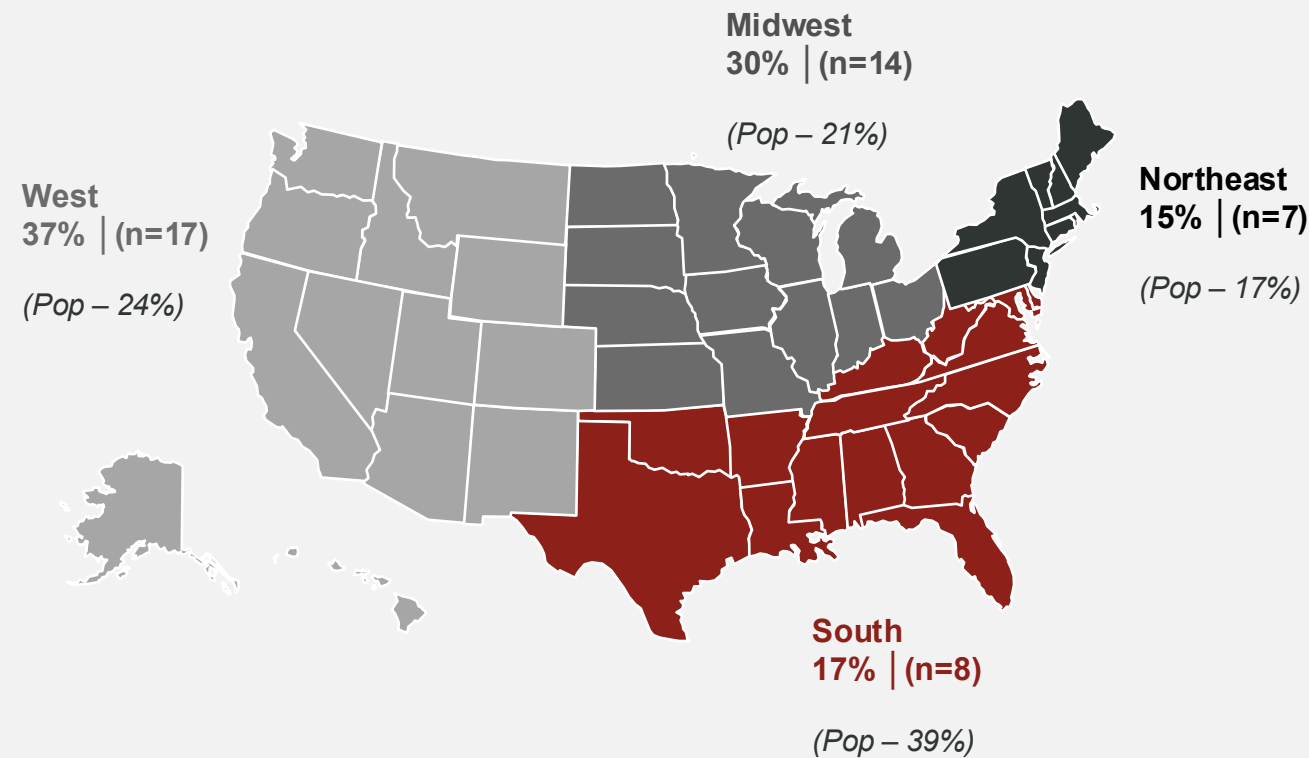 Midwest
30% | (n=14)
(Pop – 21%)
West
37% | (n=17)
(Pop – 24%)
Northeast
15% | (n=7)
(Pop – 17%)
South
17% | (n=8)
(Pop – 39%)